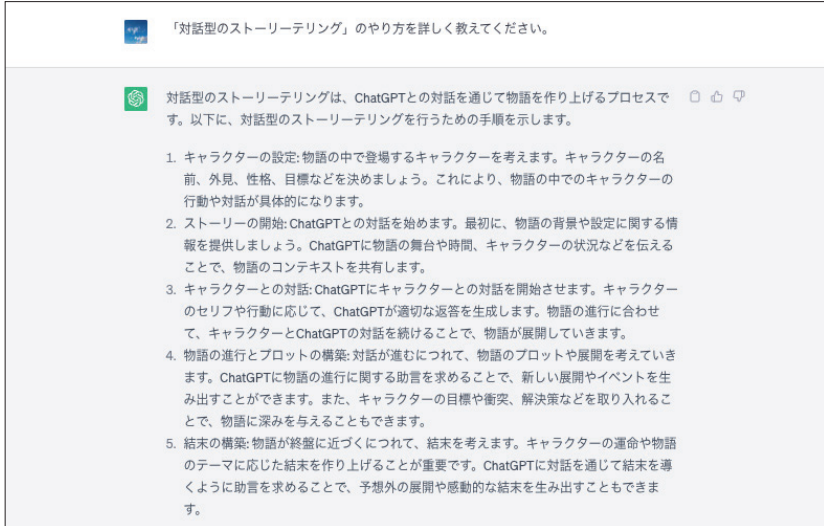 「対話型のストーリーテリング」のやり方を詳しく教えてください。
対話型のストーリーテリングは、ChatGPTとの対話を通じて物語を作り上げるプロセスで
す。以下に、対話型のストーリーテリングを行うための手順を示します。
1. キャラクターの設定: 物語の中で登場するキャラクターを考えます。キャラクターの名
前、外見、性格、目標などを決めましょう。これにより、物語の中でのキャラクターの
行動や対話が具体的になります。
2. ストーリーの開始: ChatGPTとの対話を始めます。最初に、物語の背景や設定に関する情
報を提供しましょう。ChatGPTに物語の舞台や時間、キャラクターの状況などを伝える
ことで、物語のコンテキストを共有します。
3. キャラクターとの対話: ChatGPTにキャラクターとの対話を開始させます。キャラクター
のセリフや行動に応じて、ChatGPTが適切な返答を生成します。物語の進行に合わせ
て、キャラクターとChatGPTの対話を続けることで、物語が展開していきます。
4. 物語の進行とプロットの構築: 対話が進むにつれて、物語のプロットや展開を考えていき
ます。ChatGPTに物語の進行に関する助言を求めることで、新しい展開やイベントを生
み出すことができます。また、キャラクターの目標や衝突、解決策などを取り入れるこ
とで、物語に深みを与えることもできます。
5. 結末の構築: 物語が終盤に近づくにつれて、結末を考えます。キャラクターの運命や物語
のテーマに応じた結末を作り上げることが重要です。ChatGPTに対話を通じて結末を導
くように助言を求めることで、予想外の展開や感動的な結末を生み出すこともできま
す。